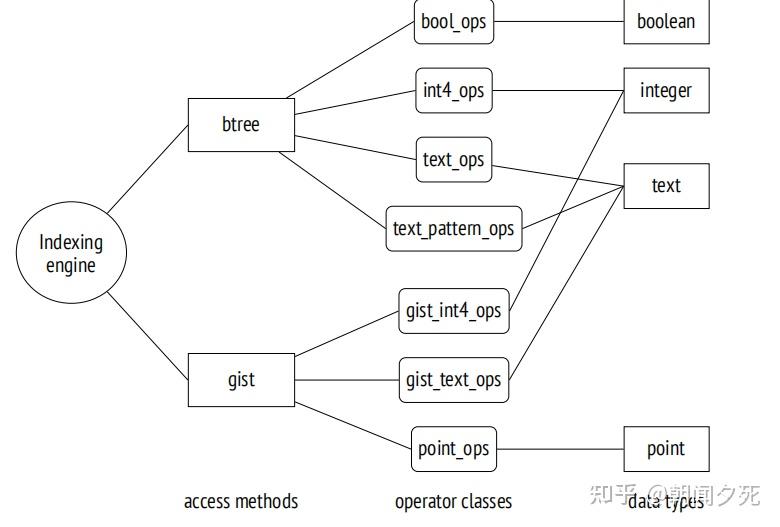 bool_ops
boolean
int4_ops
integer
btree
text_ops
text
text_pattern_ops
Indexing
engine
gist_int4_ops
gist
gist_text_ops
point_ops
point
access methods
operator classes
data types
知乎 @朝闻夕死